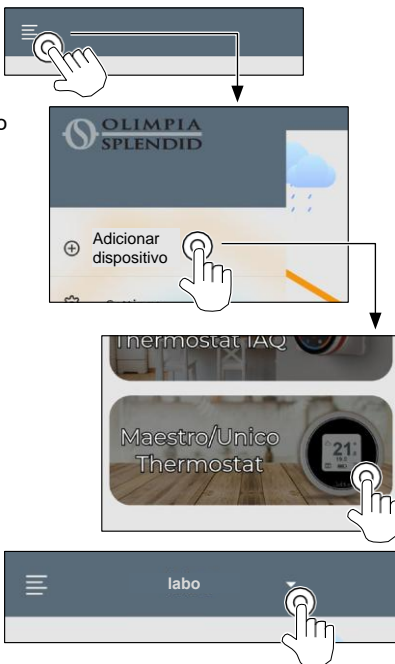 o
OLIMPIA
SPLENDID
Adicionar
dispositivo
Thermostat IAQ
Maestro/Unico
Thermostat
21
labo